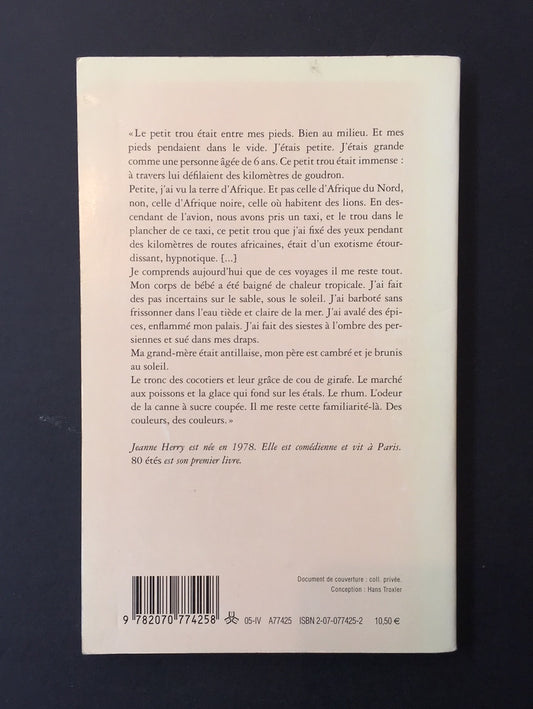 « Le petit trou était entre mes pieds. Bien au milieu. Et mes
pieds pendaient dans le vide. J'étais petite. J'étais grande
comme une personne âgée de 6 ans. Ce petit trou était immense :
à travers lui défilaient des kilomètres de goudron.
Petite, j'ai vu la terre d'Afrique. Et pas celle d'Afrique du Nord,
non, celle d'Afrique noire, celle où habitent des lions. En des-
cendant de l'avion, nous avons pris un taxi, et le trou dans le
plancher de ce taxi, ce petit trou que j'ai fixé des yeux pendant
des kilomètres de routes africaines, était d'un exotisme étour-
dissant, hypnotique. [...]
Je comprends aujourd'hui que de ces voyages il me reste tout.
Mon corps de bébé a été baigné de chaleur tropicale. J'ai fait
des pas incertains sur le sable, sous le soleil. J'ai barboté sans
frissonner dans l'eau tiède et claire de la mer. J'ai avalé des épi-
ces, enflammé mon palais. J'ai fait des siestes à l'ombre des per-
siennes et sué dans mes draps.
Ma grand-mère était antillaise, mon père est cambré et je brunis
au soleil.
Le tronc des cocotiers et leur grâce de cou de girafe. Le marché
aux poissons et la glace qui fond sur les étals. Le rhum. L'odeur
de la canne à sucre coupée. Il me reste cette familiarité-là. Des
couleurs, des couleurs. »
Jeanne Herry est née en 1978. Elle est comédienne et vit à Paris.
80 étés est son premier livre.
Document de couverture : coll. privée.
Conception : Hans Troxler
9 782070 774258 05-IV A77425 ISBN 2-07-077425-2 10,50 €